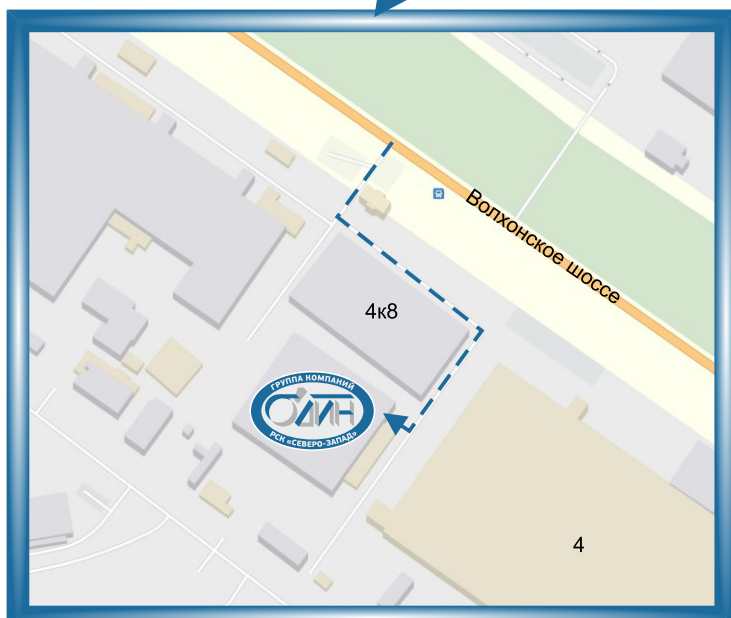 Волхонское шоссе
4к8
ГРУППА КОМПАНИЙ
ОДИН
РСК «СЕВЕРО-ЗАПАД»
4